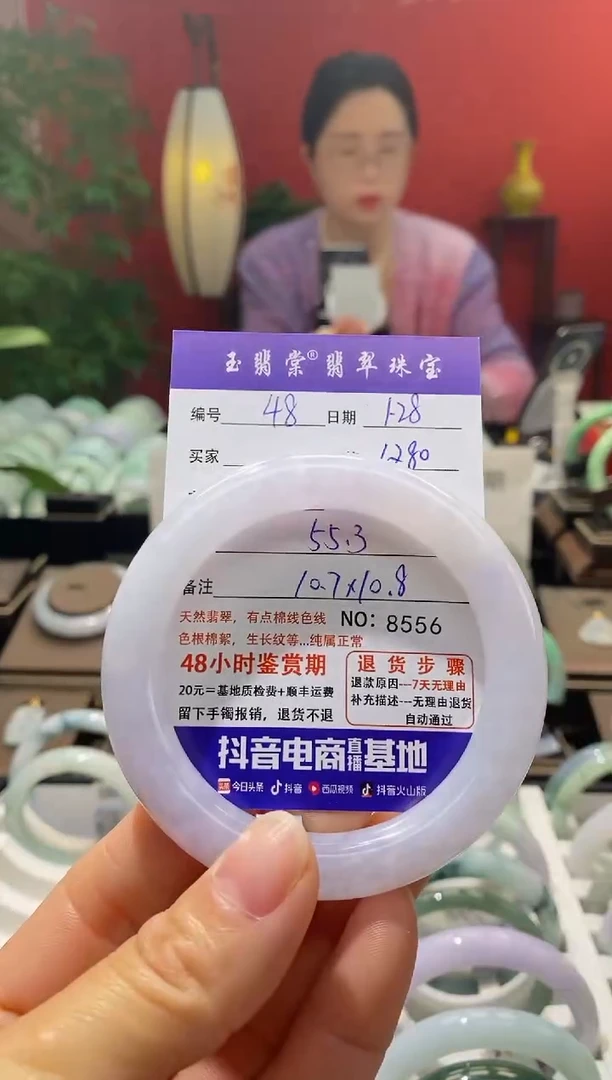 玉翡棠®翡翠珠宝
编号 48 日期 1-28
买家 1280
55.3
备注 10.7x10.8
天然翡翠，有点棉线色线
色根棉絮，生长纹等...纯属正常
NO: 8556
48小时鉴赏期
20元=基地质检费+顺丰运费
留下手镯报销，退货不退
退货步骤
退款原因---7天无理由
补充描述---无理由退货
自动通过
抖音电商直播基地
头条 今日头条 抖音 西瓜视频 抖音火山版